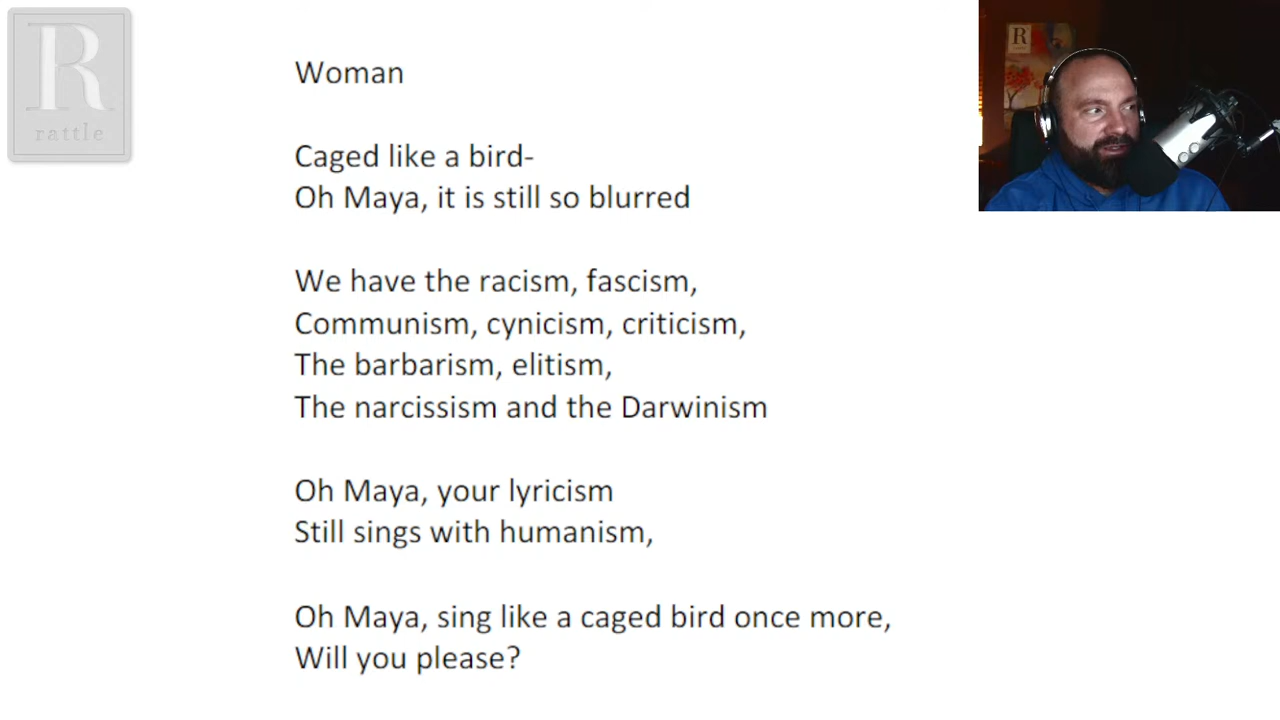 R
rattle
R
Woman
Caged like a bird-
Oh Maya, it is still so blurred
We have the racism, fascism,
Communism, cynicism, criticism,
The barbarism, elitism,
The narcissism and the Darwinism
Oh Maya, your lyricism
Still sings with humanism,
Oh Maya, sing like a caged bird once more,
Will you please?